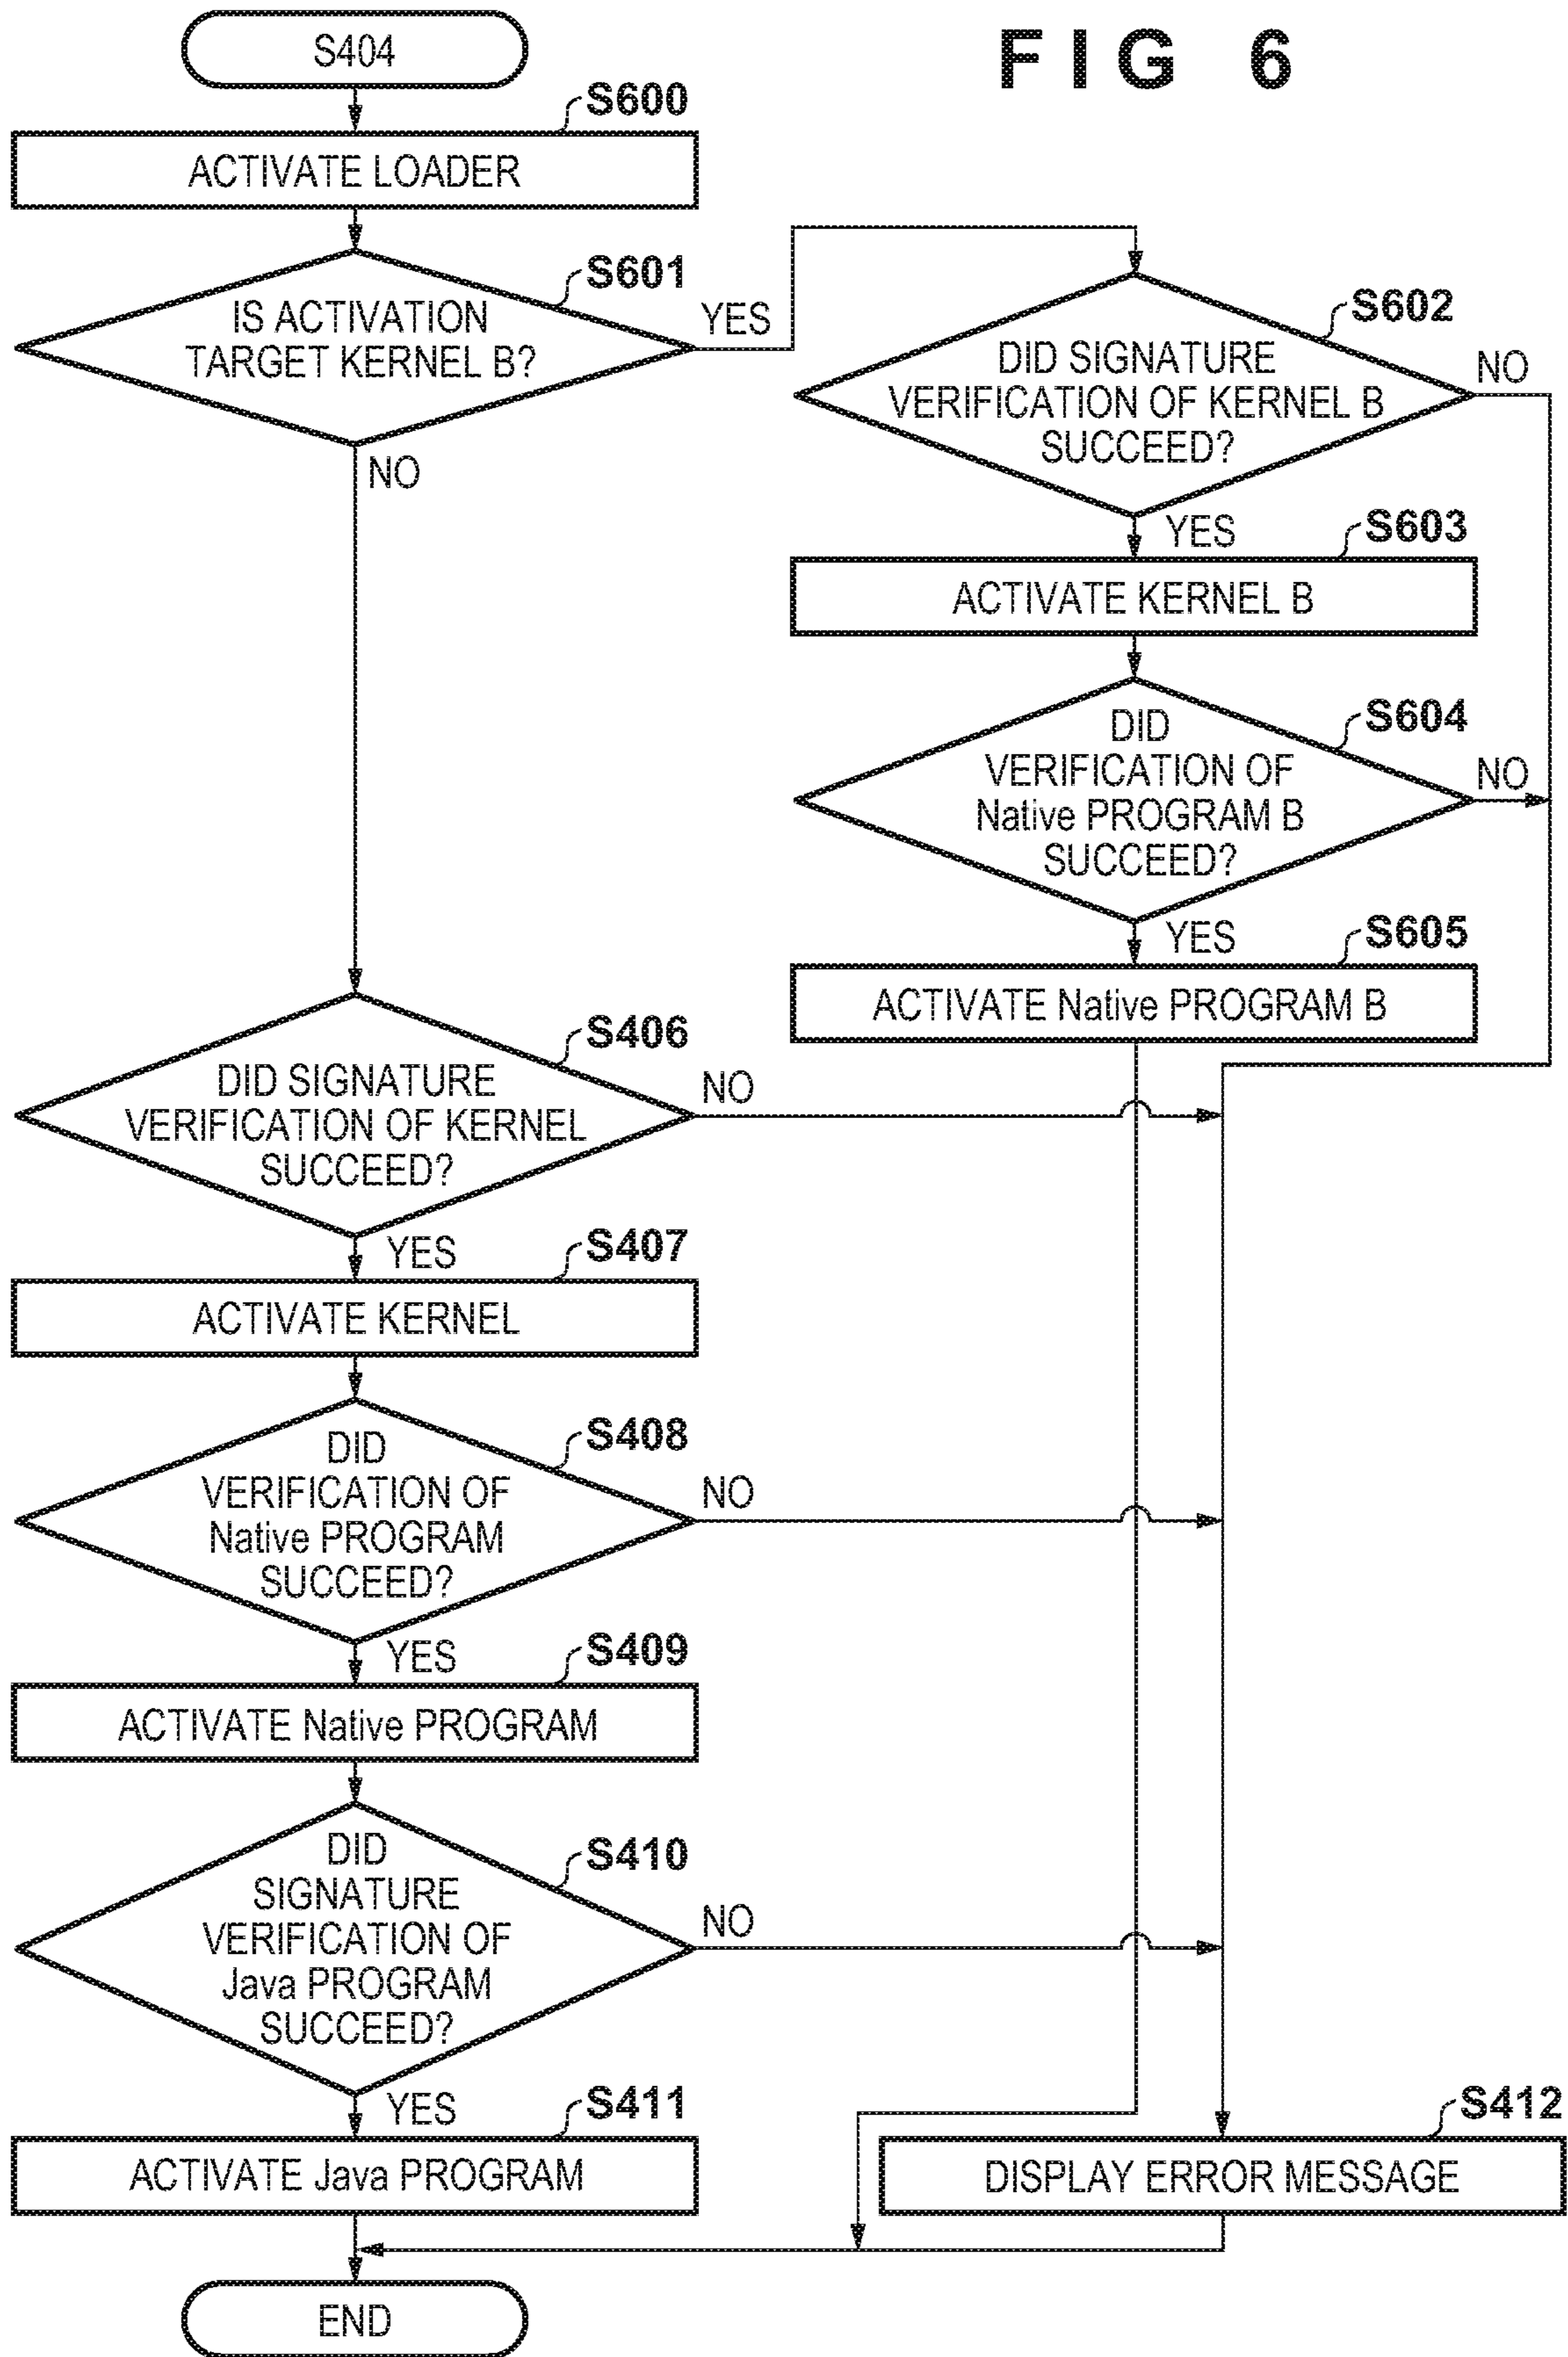 FIG 6
S404
S600
ACTIVATE LOADER
S601
IS ACTIVATION
TARGET KERNEL B?
YES
NO
S602
DID SIGNATURE
VERIFICATION OF KERNEL B
SUCCEED?
NO
YES
S603
ACTIVATE KERNEL B
S604
DID
VERIFICATION OF
Native PROGRAM B
SUCCEED?
NO
YES
S605
ACTIVATE Native PROGRAM B
S406
DID SIGNATURE
VERIFICATION OF KERNEL
SUCCEED?
NO
YES
S407
ACTIVATE KERNEL
S408
DID
VERIFICATION OF
Native PROGRAM
SUCCEED?
NO
YES
S409
ACTIVATE Native PROGRAM
S410
DID
SIGNATURE
VERIFICATION OF
Java PROGRAM
SUCCEED?
NO
YES
S411
ACTIVATE Java PROGRAM
S412
DISPLAY ERROR MESSAGE
END